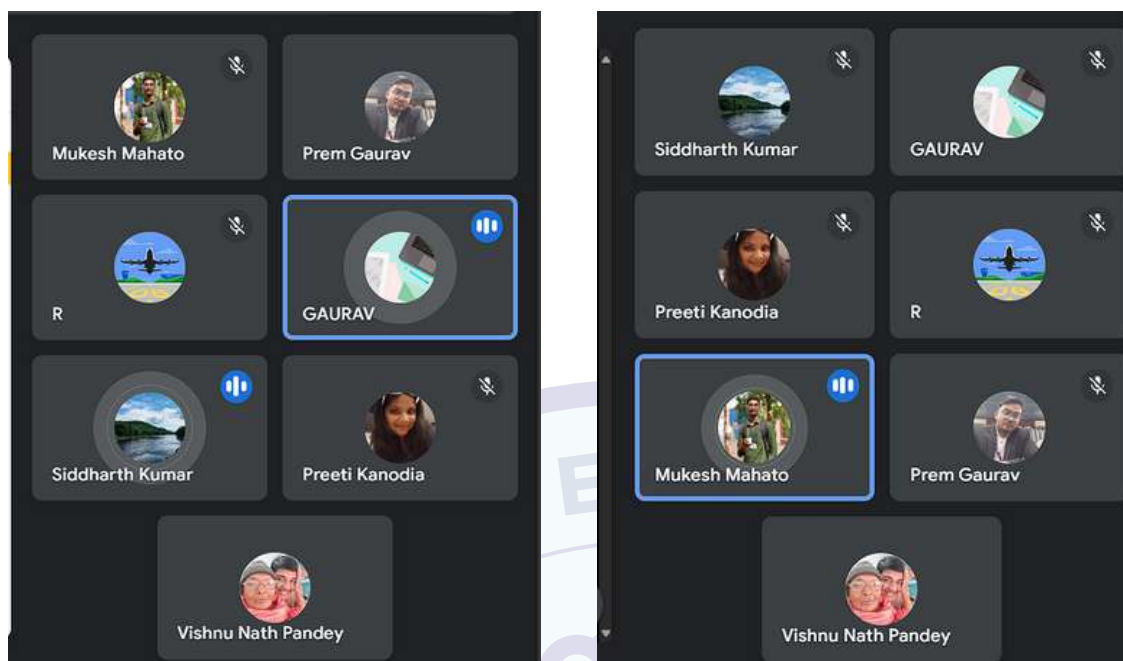 Mukesh Mahato
Prem Gaurav
R
GAURAV
Siddharth Kumar
Preeti Kanodia
Vishnu Nath Pandey
Siddharth Kumar
GAURAV
Preeti Kanodia
R
Mukesh Mahato
Prem Gaurav
Vishnu Nath Pandey
E